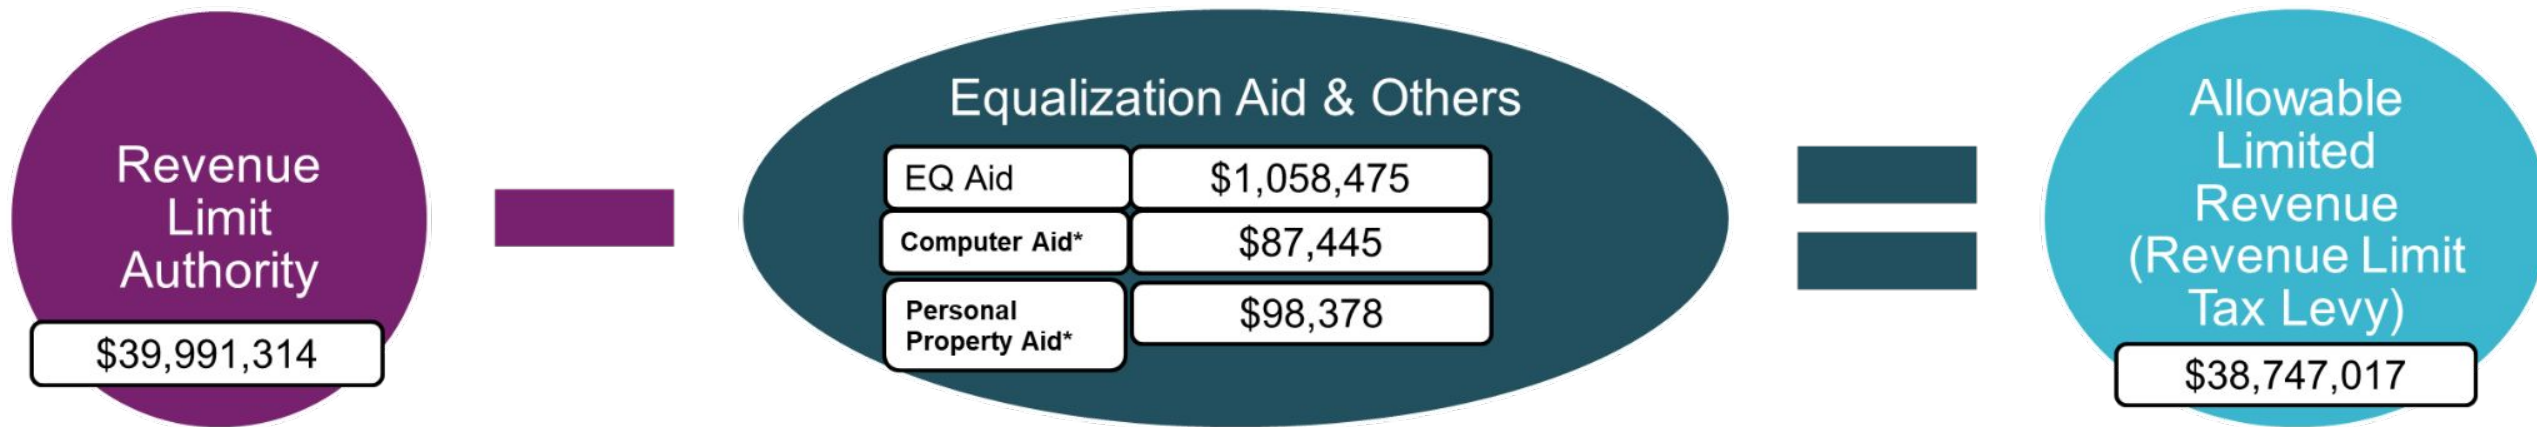 Revenue
Limit
Authority
$39,991,314
Equalization Aid & Others
EQ Aid $1,058,475
Computer Aid* $87,445
Personal
Property Aid*
$98,378
Allowable
Limited
Revenue
(Revenue Limit
Tax Levy)
$38,747,017